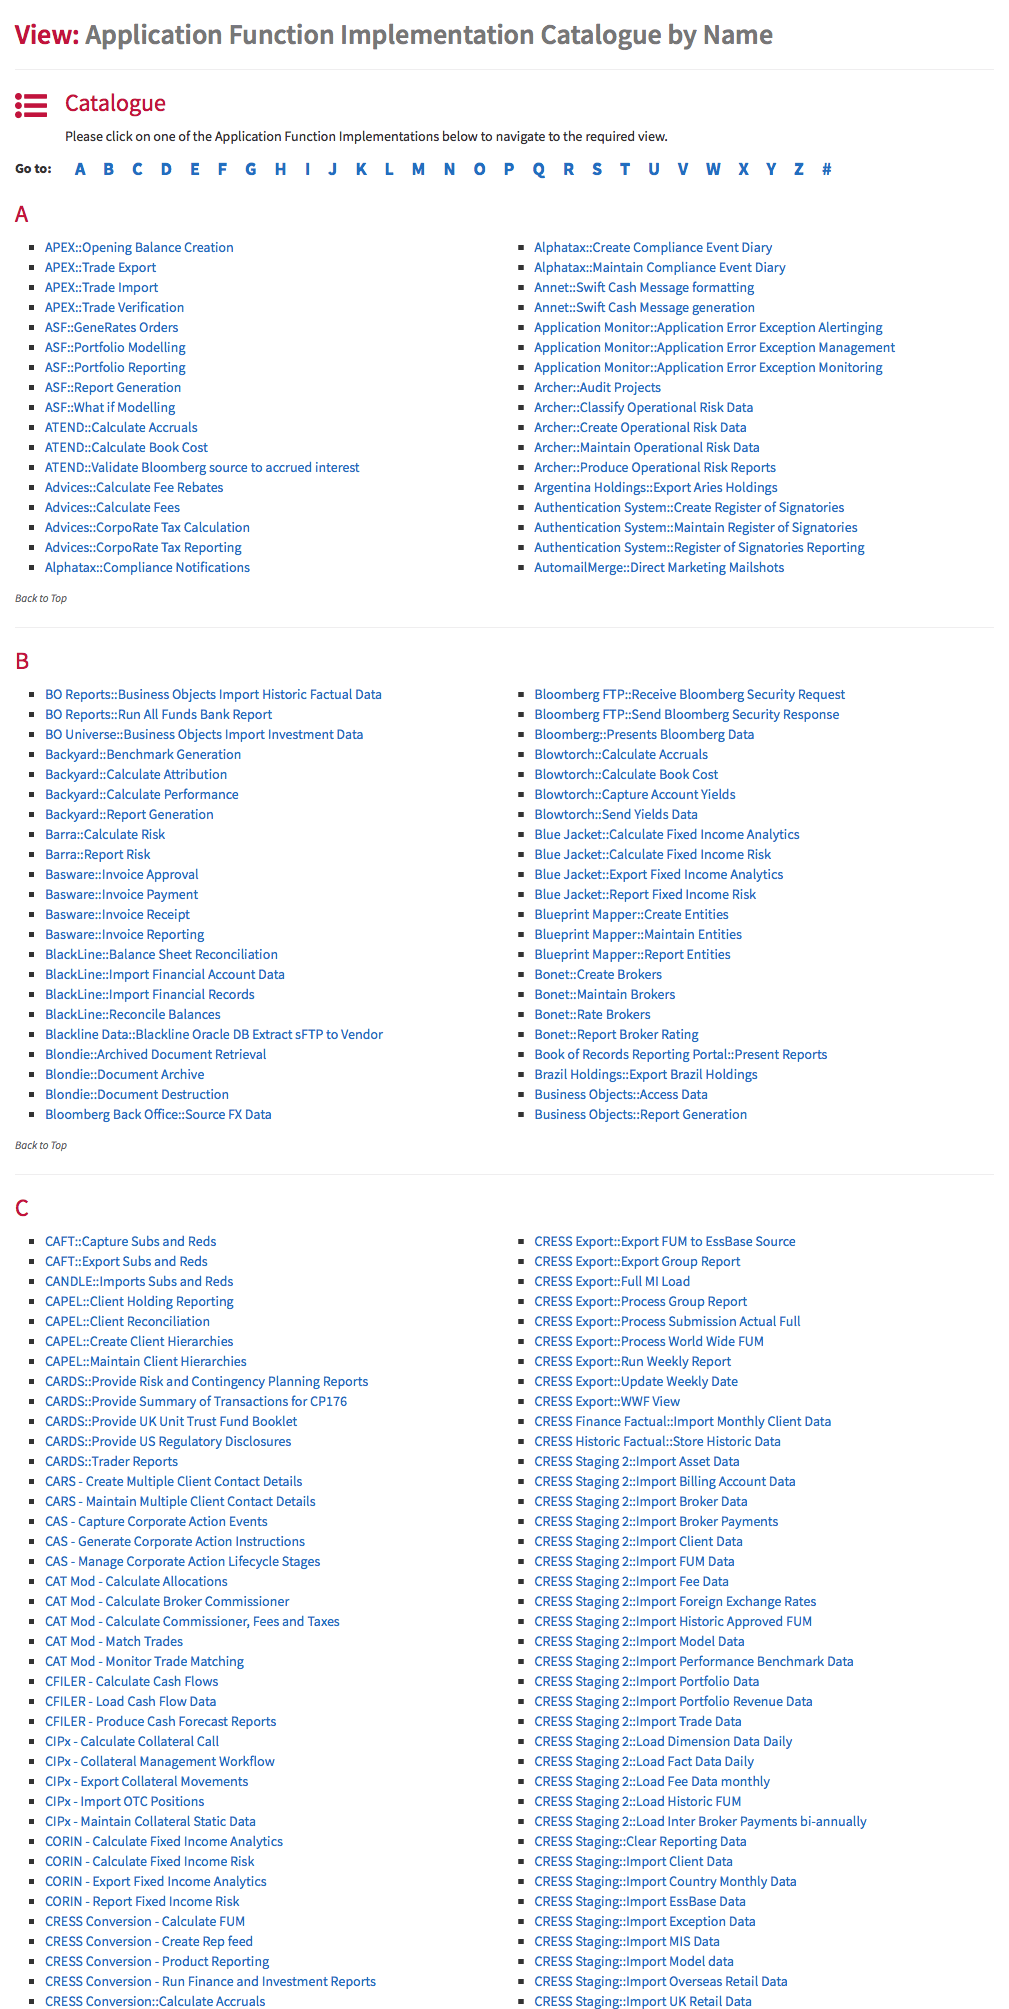 View: Application Function Implementation Catalogue by Name
Catalogue
Please click on one of the Application Function Implementations below to navigate to the required view.
Go to: A B C D E F G H I J K L M N O P Q R S T U V W X Y Z #
A
APEX::Opening Balance Creation
APEX::Trade Export
APEX::Trade Import
APEX::Trade Verification
ASF::GeneRates Orders
ASF::Portfolio Modelling
ASF::Portfolio Reporting
ASF::Report Generation
ASF::What if Modelling
ATEND::Calculate Accruals
ATEND::Calculate Book Cost
ATEND::Validate Bloomberg source to accrued interest
Advices::Calculate Fee Rebates
Advices::Calculate Fees
Advices::CorpoRate Tax Calculation
Advices::CorpoRate Tax Reporting
Alphatax::Compliance Notifications
Alphatax::Create Compliance Event Diary
Alphatax::Maintain Compliance Event Diary
Annet::Swift Cash Message formatting
Annet::Swift Cash Message generation
Application Monitor::Application Error Exception Alertinging
Application Monitor::Application Error Exception Management
Application Monitor::Application Error Exception Monitoring
Archer::Audit Projects
Archer::Classify Operational Risk Data
Archer::Create Operational Risk Data
Archer::Maintain Operational Risk Data
Archer::Produce Operational Risk Reports
Argentina Holdings::Export Aries Holdings
Authentication System::Create Register of Signatories
Authentication System::Maintain Register of Signatories
Authentication System::Register of Signatories Reporting
AutomailMerge::Direct Marketing Mailshots
Back to Top
B
BO Reports::Business Objects Import Historic Factual Data
BO Reports::Run All Funds Bank Report
BO Universe::Business Objects Import Investment Data
Backyard::Benchmark Generation
Backyard::Calculate Attribution
Backyard::Calculate Performance
Backyard::Report Generation
Barra::Calculate Risk
Barra::Report Risk
Basware::Invoice Approval
Basware::Invoice Payment
Basware::Invoice Receipt
Basware::Invoice Reporting
BlackLine::Balance Sheet Reconciliation
BlackLine::Import Financial Account Data
BlackLine::Import Financial Records
BlackLine::Reconcile Balances
Blackline Data::Blackline Oracle DB Extract sFTP to Vendor
Blondie::Archived Document Retrieval
Blondie::Document Archive
Blondie::Document Destruction
Bloomberg Back Office::Source FX Data
Bloomberg FTP::Receive Bloomberg Security Request
Bloomberg FTP::Send Bloomberg Security Response
Bloomberg::Presents Bloomberg Data
Blowtorch::Calculate Accruals
Blowtorch::Calculate Book Cost
Blowtorch::Capture Account Yields
Blowtorch::Send Yields Data
Blue Jacket::Calculate Fixed Income Analytics
Blue Jacket::Calculate Fixed Income Risk
Blue Jacket::Export Fixed Income Analytics
Blue Jacket::Report Fixed Income Risk
Blueprint Mapper::Create Entities
Blueprint Mapper::Maintain Entities
Blueprint Mapper::Report Entities
Bonet::Create Brokers
Bonet::Maintain Brokers
Bonet::Rate Brokers
Bonet::Report Broker Rating
Book of Records Reporting Portal::Present Reports
Brazil Holdings::Export Brazil Holdings
Business Objects::Access Data
Business Objects::Report Generation
Back to Top
C
CAFT::Capture Subs and Reds
CAFT::Export Subs and Reds
CANDLE::Imports Subs and Reds
CAPEL::Client Holding Reporting
CAPEL::Client Reconciliation
CAPEL::Create Client Hierarchies
CAPEL::Maintain Client Hierarchies
CARDS::Provide Risk and Contingency Planning Reports
CARDS::Provide Summary of Transactions for CP176
CARDS::Provide UK Unit Trust Fund Booklet
CARDS::Provide US Regulatory Disclosures
CARDS::Trader Reports
CARS - Create Multiple Client Contact Details
CARS - Maintain Multiple Client Contact Details
CAS - Capture Corporate Action Events
CAS - Generate Corporate Action Instructions
CAS - Manage Corporate Action Lifecycle Stages
CAT Mod - Calculate Allocations
CAT Mod - Calculate Broker Commissioner
CAT Mod - Calculate Commissioner, Fees and Taxes
CAT Mod - Match Trades
CAT Mod - Monitor Trade Matching
CFILER - Calculate Cash Flows
CFILER - Load Cash Flow Data
CFILER - Produce Cash Forecast Reports
CIPx - Calculate Collateral Call
CIPx - Collateral Management Workflow
CIPx - Export Collateral Movements
CIPx - Import OTC Positions
CIPx - Maintain Collateral Static Data
CORIN - Calculate Fixed Income Analytics
CORIN - Calculate Fixed Income Risk
CORIN - Export Fixed Income Analytics
CORIN - Report Fixed Income Risk
CRESS Conversion - Calculate FUM
CRESS Conversion - Create Rep feed
CRESS Conversion - Product Reporting
CRESS Conversion - Run Finance and Investment Reports
CRESS Conversion::Calculate Accruals
CRESS Export::Export FUM to EssBase Source
CRESS Export::Export Group Report
CRESS Export::Full MI Load
CRESS Export::Process Group Report
CRESS Export::Process Submission Actual Full
CRESS Export::Process World Wide FUM
CRESS Export::Run Weekly Report
CRESS Export::Update Weekly Date
CRESS Export::WWF View
CRESS Finance Factual::Import Monthly Client Data
CRESS Historic Factual::Store Historic Data
CRESS Staging 2::Import Asset Data
CRESS Staging 2::Import Billing Account Data
CRESS Staging 2::Import Broker Data
CRESS Staging 2::Import Broker Payments
CRESS Staging 2::Import Client Data
CRESS Staging 2::Import FUM Data
CRESS Staging 2::Import Fee Data
CRESS Staging 2::Import Foreign Exchange Rates
CRESS Staging 2::Import Historic Approved FUM
CRESS Staging 2::Import Model Data
CRESS Staging 2::Import Performance Benchmark Data
CRESS Staging 2::Import Portfolio Data
CRESS Staging 2::Import Portfolio Revenue Data
CRESS Staging 2::Import Trade Data
CRESS Staging 2::Load Dimension Data Daily
CRESS Staging 2::Load Fact Data Daily
CRESS Staging 2::Load Fee Data monthly
CRESS Staging 2::Load Historic FUM
CRESS Staging 2::Load Inter Broker Payments bi-annually
CRESS Staging::Clear Reporting Data
CRESS Staging::Import Client Data
CRESS Staging::Import Country Monthly Data
CRESS Staging::Import EssBase Data
CRESS Staging::Import Exception Data
CRESS Staging::Import MIS Data
CRESS Staging::Import Model data
CRESS Staging::Import Overseas Retail Data
CRESS Staging::Import UK Retail Data